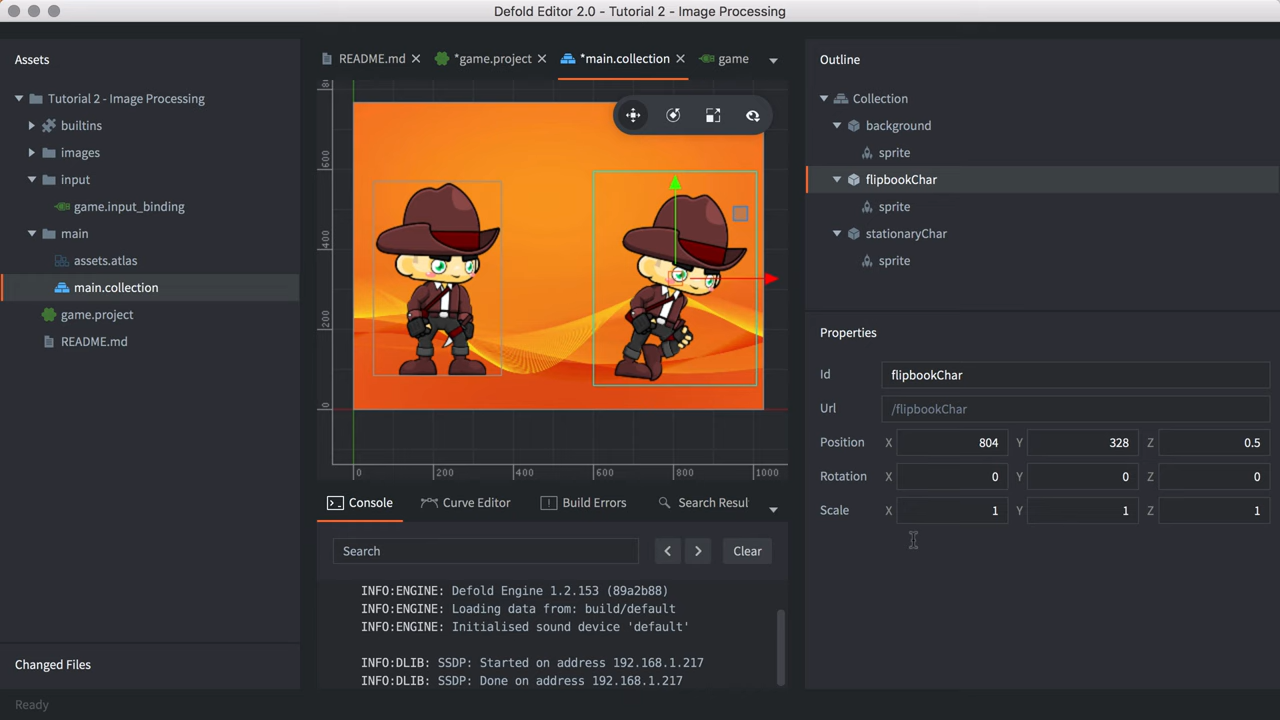 Defold Editor 2.0 - Tutorial 2 - Image Processing
Assets
Tutorial 2 - Image Processing
builtins
images
input
game.input_binding
main
assets.atlas
main.collection
game.project
README.md
Changed Files
Ready
README.md *game.project *main.collection game
600
400
200
0
0 200 400 600 800 1000
Console Curve Editor Build Errors Search Resul
Search Clear
INFO:ENGINE: Defold Engine 1.2.153 (89a2b88)
INFO:ENGINE: Loading data from: build/default
INFO:ENGINE: Initialised sound device 'default'
INFO:DLIB: SSDP: Started on address 192.168.1.217
INFO:DLIB: SSDP: Done on address 192.168.1.217
Outline
Collection
background
sprite
flipbookChar
sprite
stationaryChar
sprite
Properties
Id flipbookChar
Url /flipbookChar
Position X 804 Y 328 Z 0.5
Rotation X 0 Y 0 Z 0
Scale X 1 Y 1 Z 1